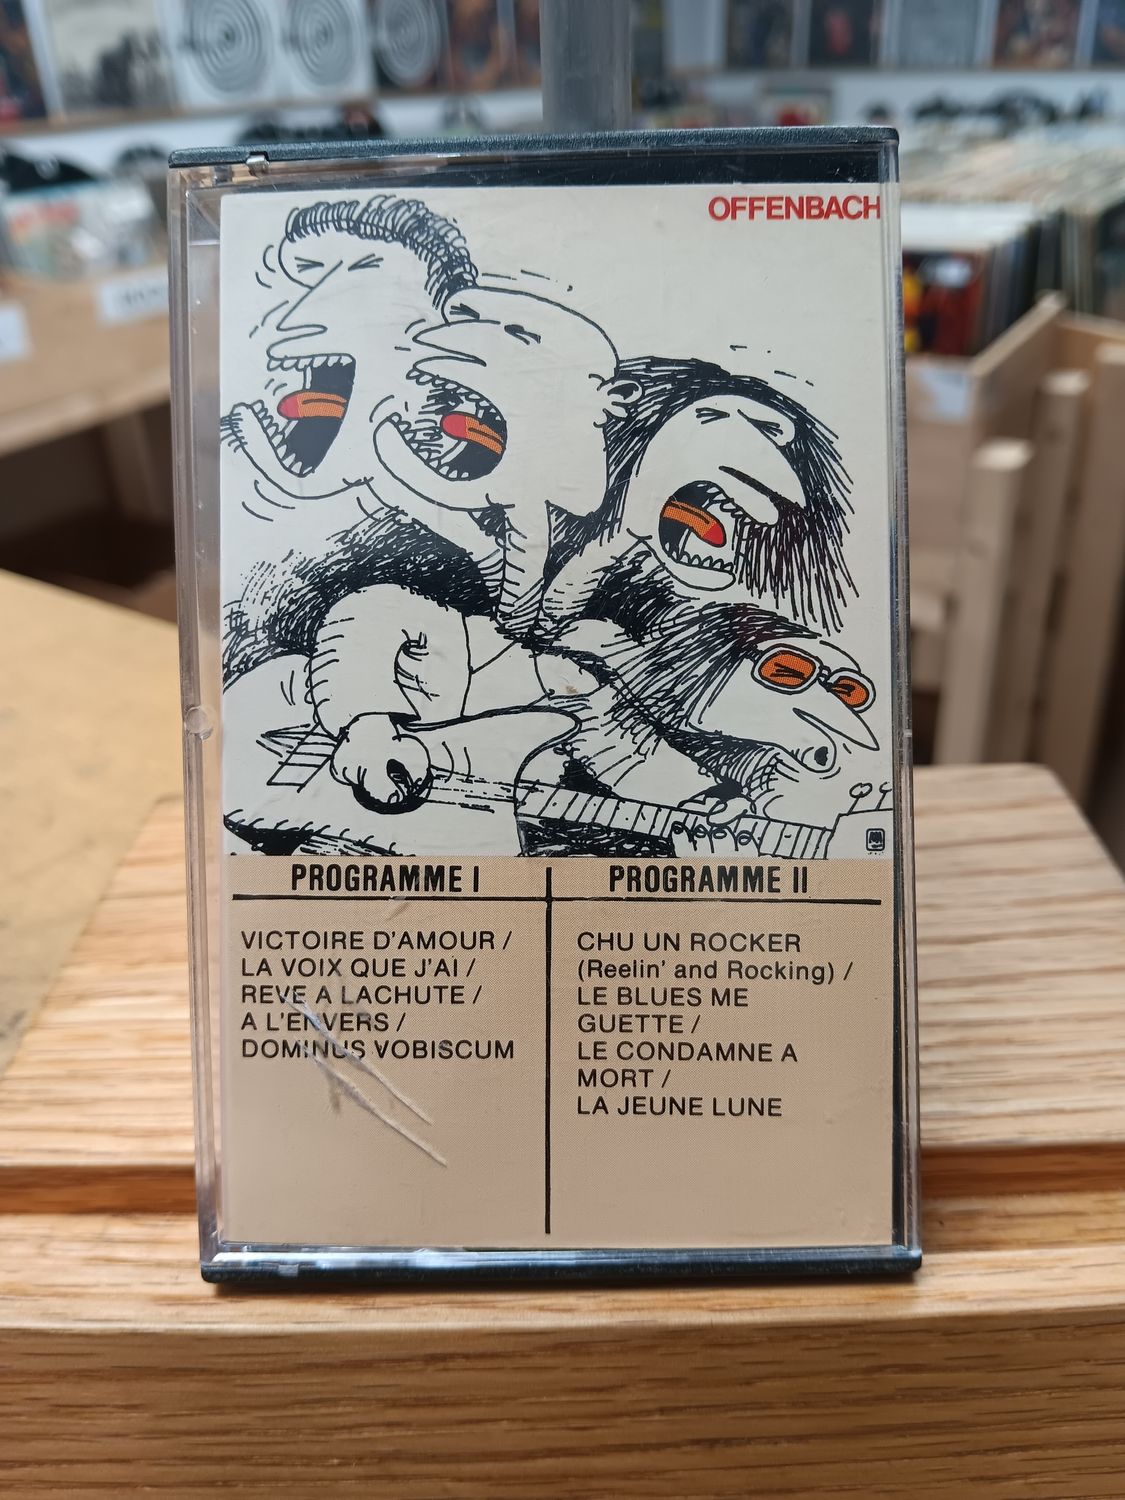 OFFENBACH
PROGRAMME I
VICTOIRE D'AMOUR /
LA VOIX QUE J'AI /
REVE A LACHUTE /
A L'ENVERS /
DOMINUS VOBISCUM
PROGRAMME II
CHU UN ROCKER
(Reelin' and Rocking) /
LE BLUES ME
GUETTE /
LE CONDAMNE A
MORT /
LA JEUNE LUNE